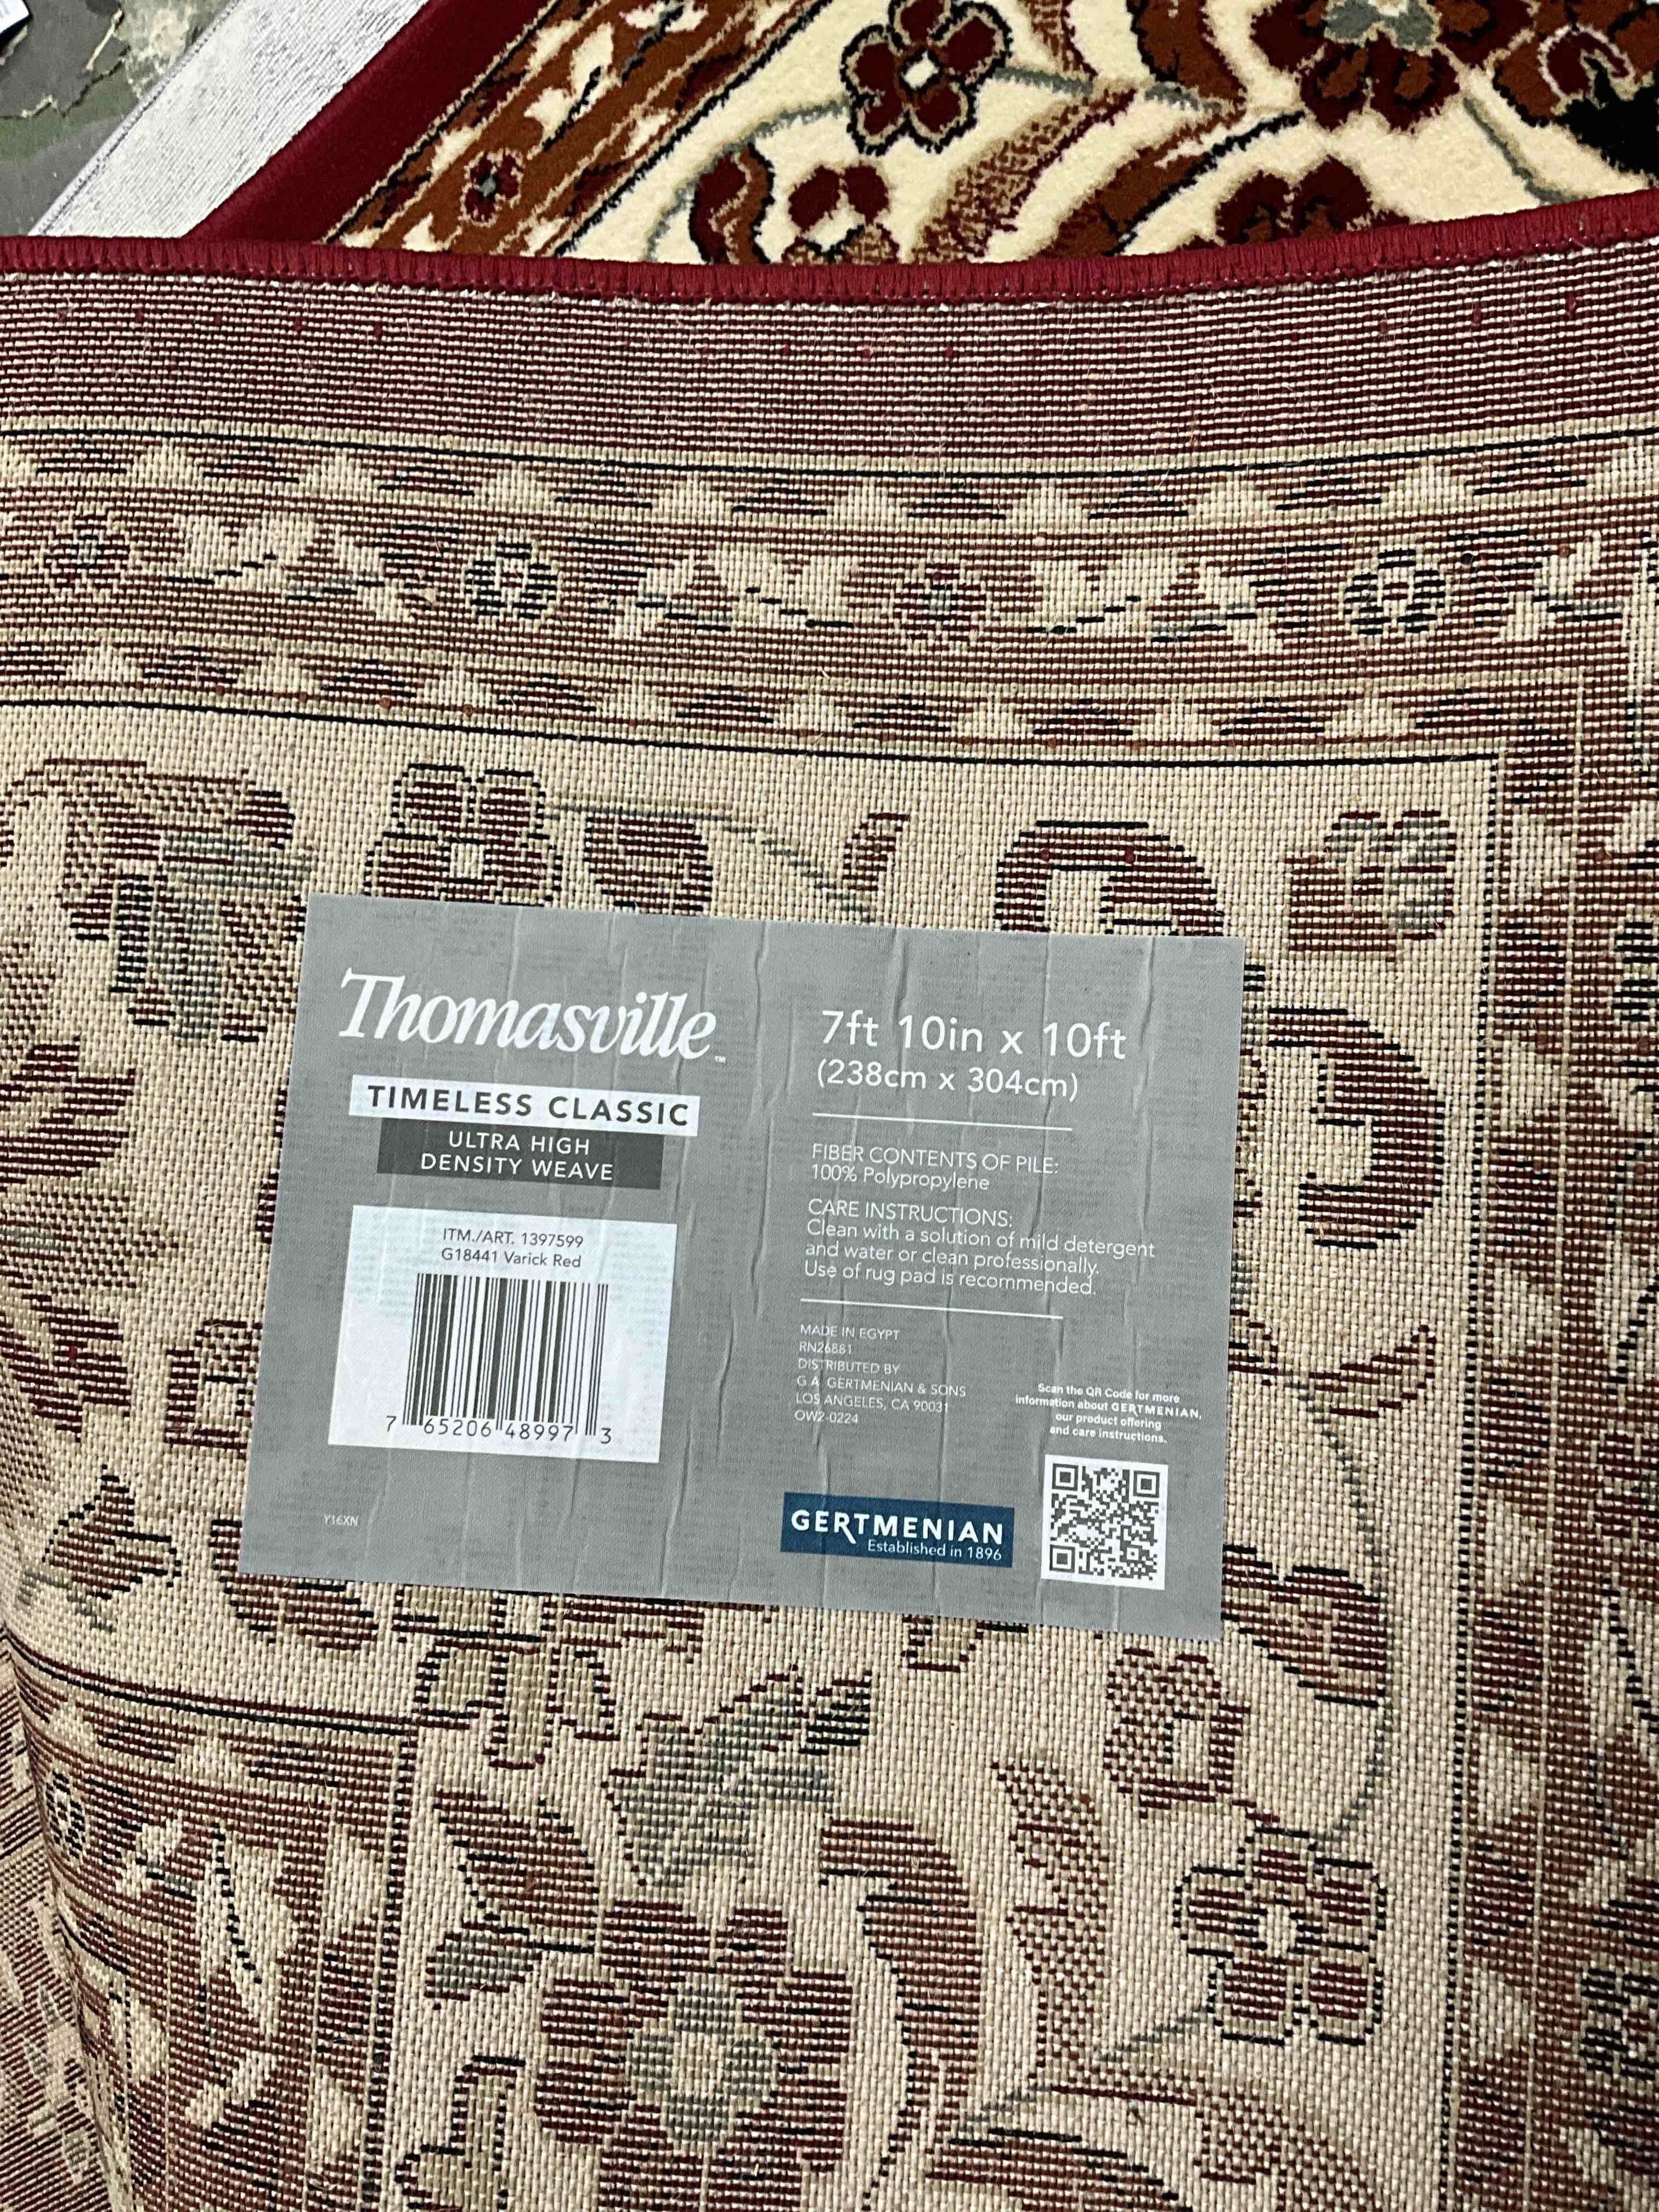 Thomasville™
TIMELESS CLASSIC
ULTRA HIGH
DENSITY WEAVE
ITM./ART. 1397599
G18441 Varick Red
7 65206 48997 3
Y16XN
7ft 10in x 10ft
(238cm x 304cm)
FIBER CONTENTS OF PILE:
100% Polypropylene
CARE INSTRUCTIONS:
Clean with a solution of mild detergent
and water or clean professionally.
Use of rug pad is recommended.
MADE IN EGYPT
RN26881
DISTRIBUTED BY
G.A. GERTMENIAN & SONS
LOS ANGELES, CA 90031
OW2-0224
Scan the QR Code for more
information about GERTMENIAN,
our product offering
and care instructions.
GERTMENIAN
Established in 1896